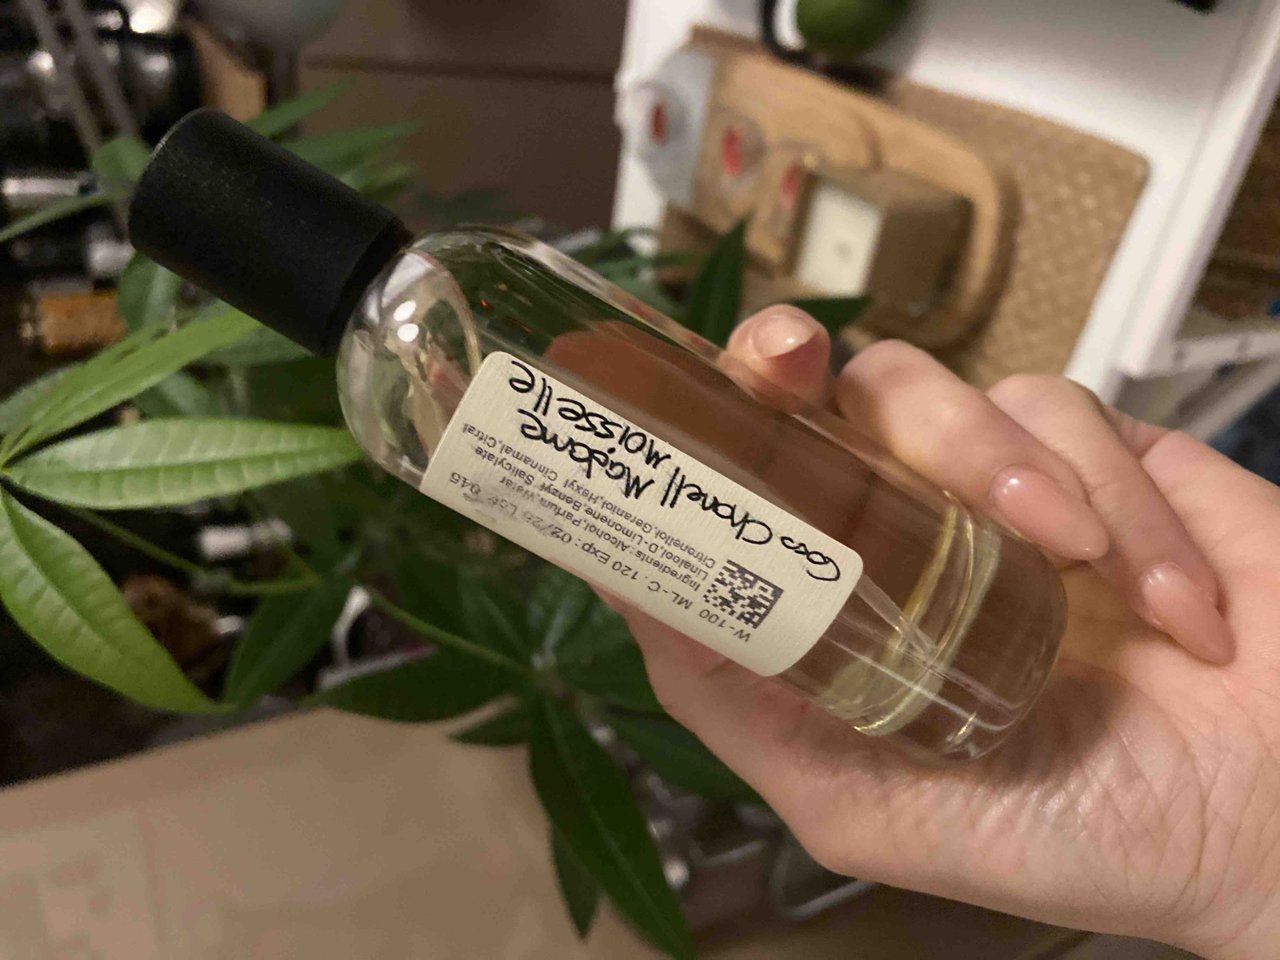 Coco Chanell Madame
MOISSELLE
W-100 ML-C. 120 Exp: 02/25 Lot 045
Ingredients:Alcohol,Parfum,Water
Linalool,D-Limonene,Benzyl Salicylate
Citranellol,Geraniol,Hexyl Cinnamal,Citral